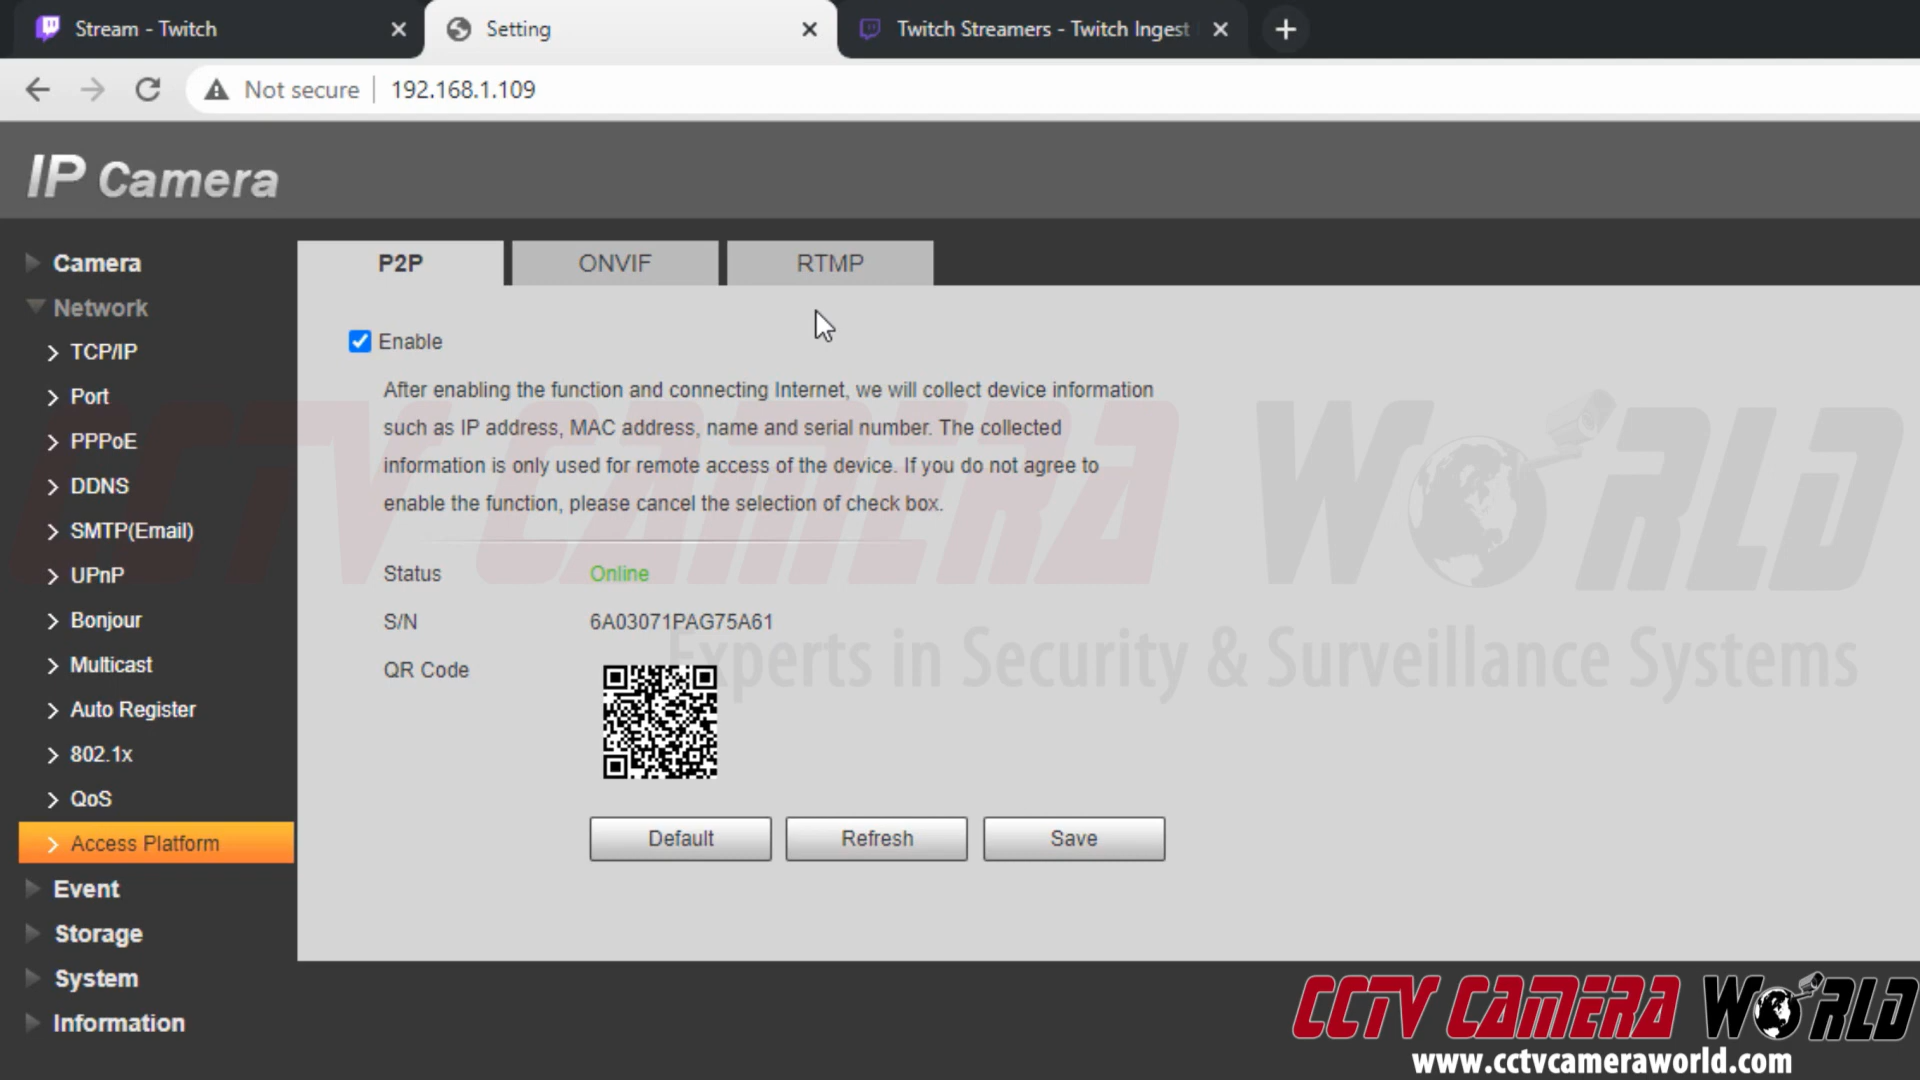 Stream - Twitch
Setting
Twitch Streamers - Twitch Ingest
Not secure
192.168.1.109
IP Camera
Camera
Network
TCP/IP
Port
PPPoE
DDNS
SMTP(Email)
UPnP
Bonjour
Multicast
Auto Register
802.1x
QoS
Access Platform
Event
Storage
System
Information
P2P
ONVIF
RTMP
Enable
After enabling the function and connecting Internet, we will collect device information
such as IP address, MAC address, name and serial number. The collected
information is only used for remote access of the device. If you do not agree to
enable the function, please cancel the selection of check box.
Status Online
S/N 6A03071PAG75A61
QR Code
Default Refresh Save
CCTV CAMERA WORLD
Experts in Security & Surveillance Systems
CCTV CAMERA WORLD
www.cctvcameraworld.com